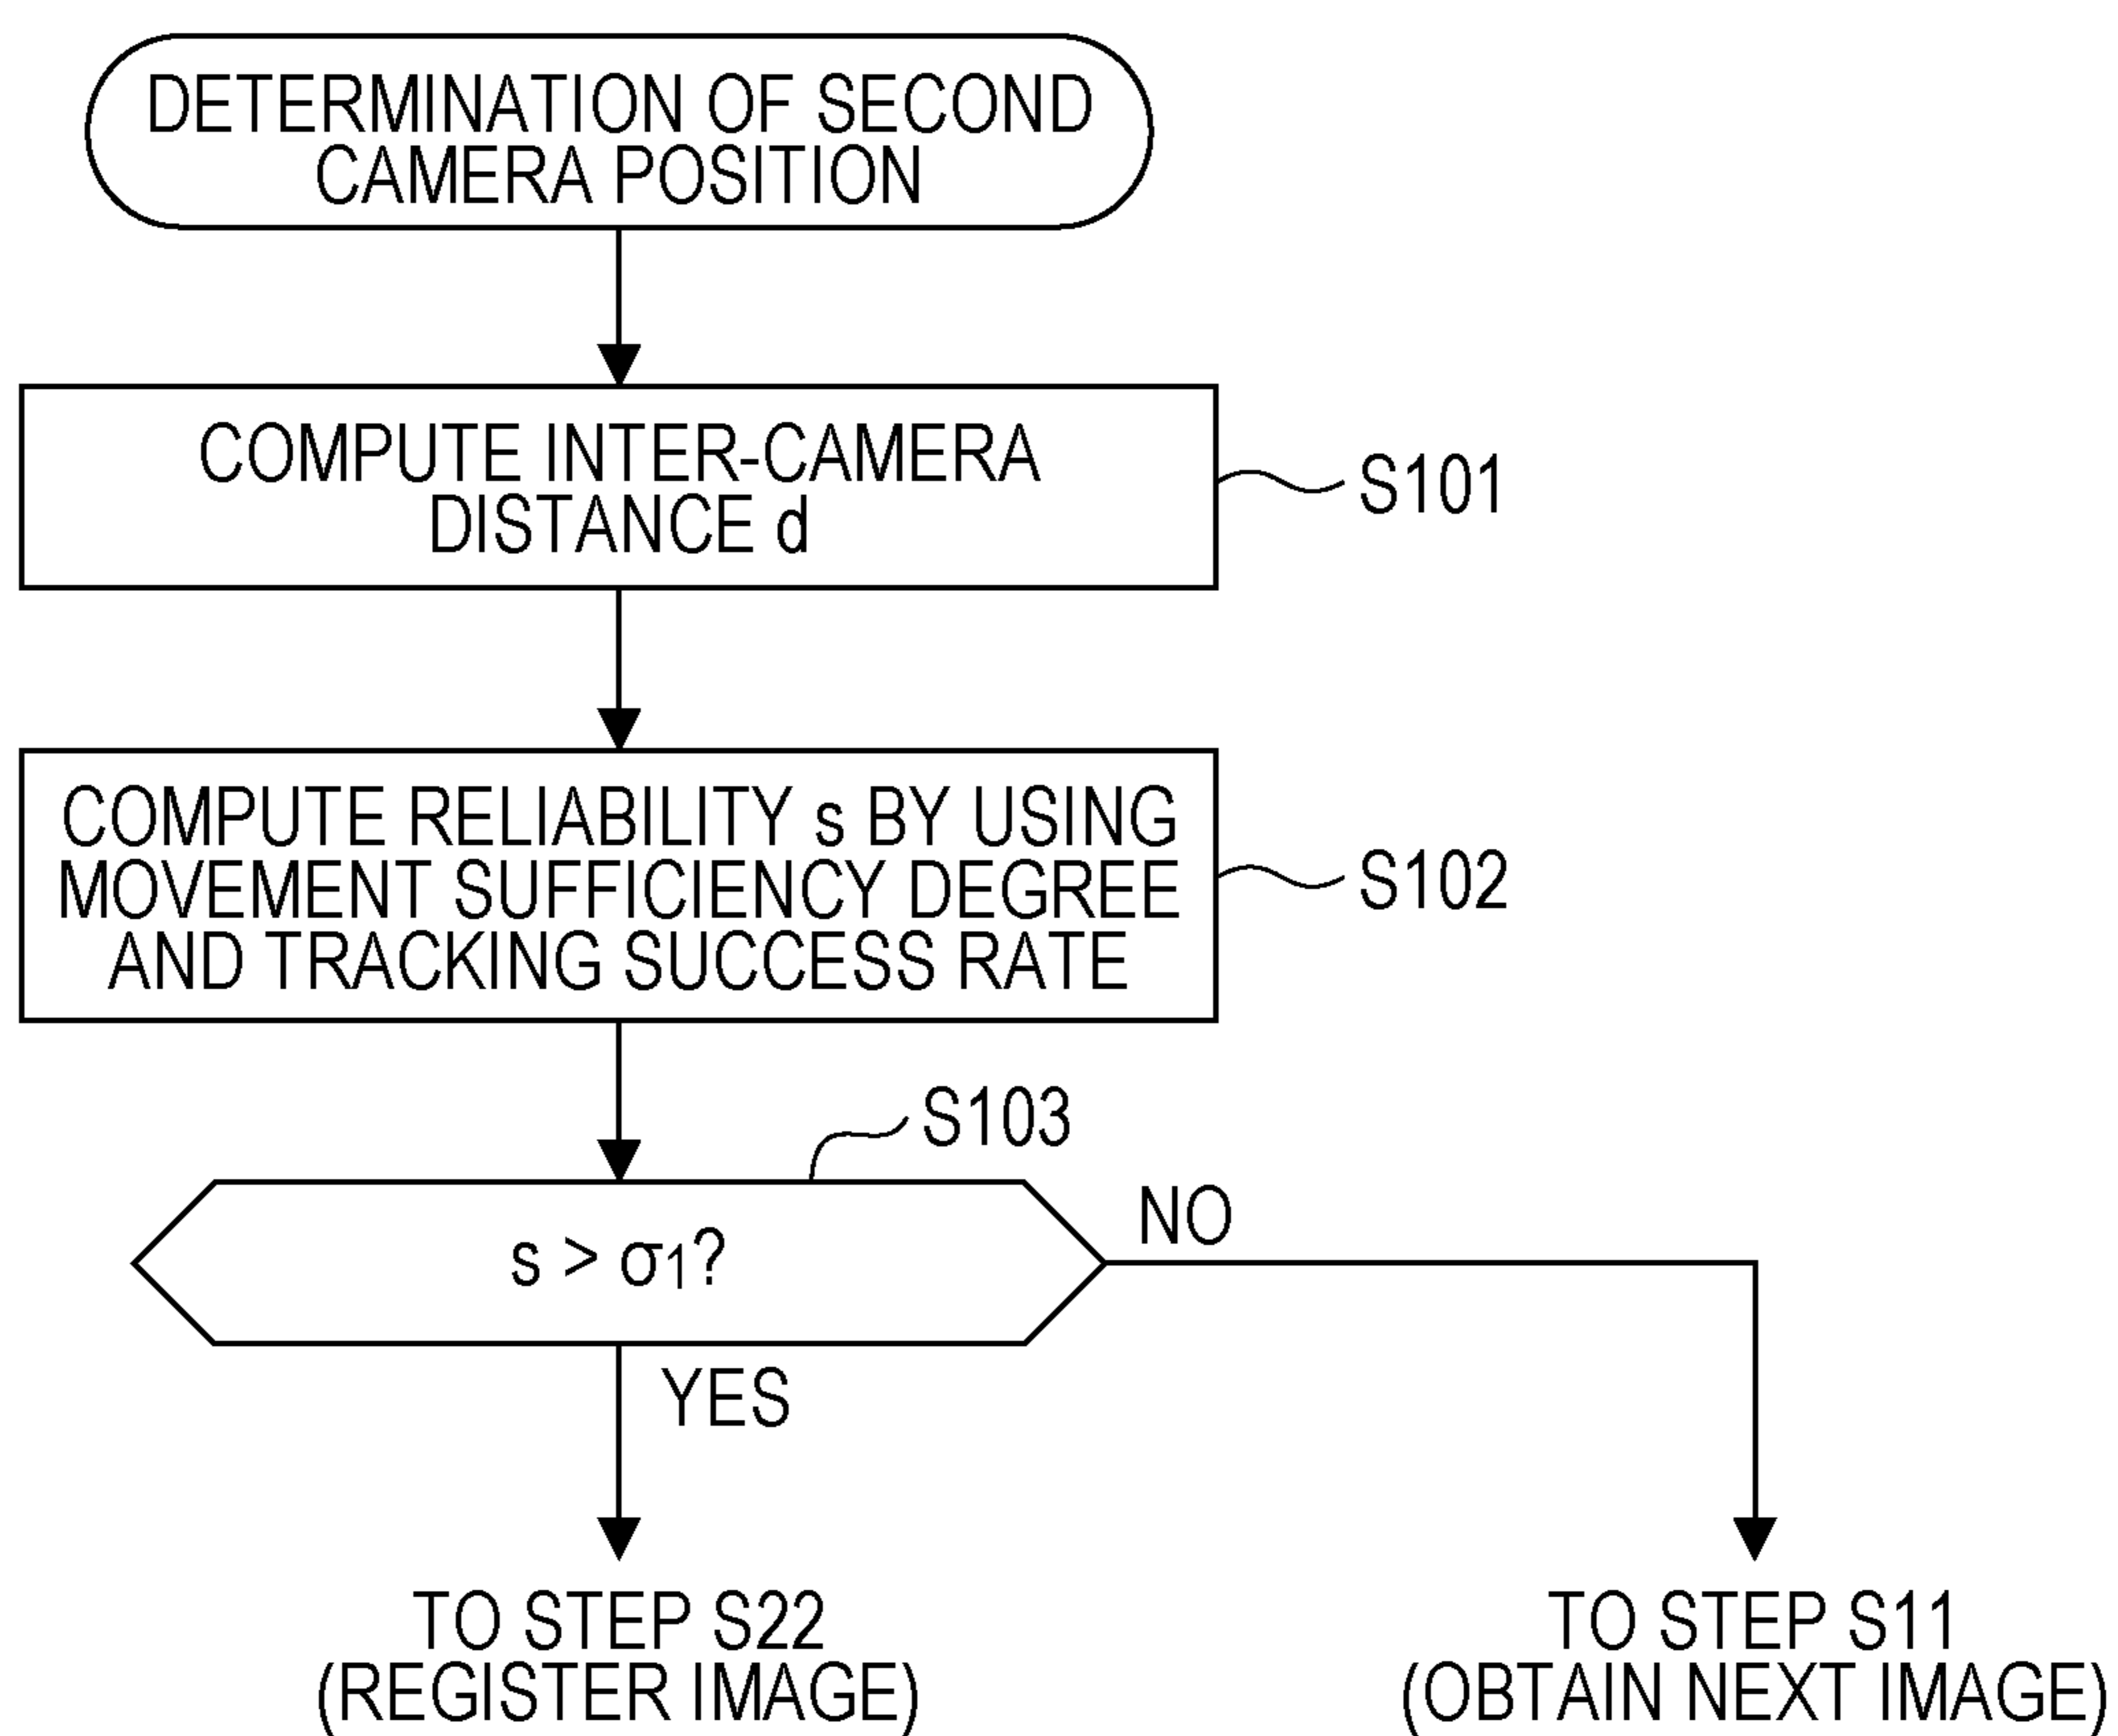 DETERMINATION OF SECOND
CAMERA POSITION
COMPUTE INTER-CAMERA
DISTANCE d
S101
COMPUTE RELIABILITY s BY USING
MOVEMENT SUFFICIENCY DEGREE
AND TRACKING SUCCESS RATE
S102
S103
s > σ1?
NO
YES
TO STEP S22
(REGISTER IMAGE)
TO STEP S11
(OBTAIN NEXT IMAGE)